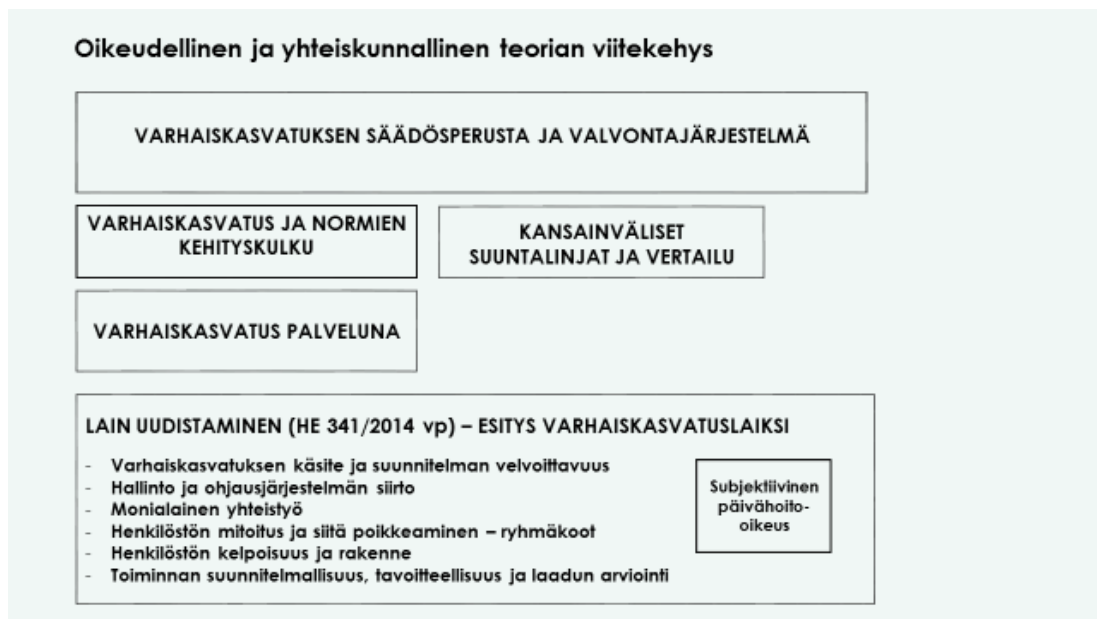 Oikeudellinen ja yhteiskunnallinen teorian viitekehys
VARHAISKASVATUKSEN SÄÄDÖSPERUSTA JA VALVONTAJÄRJESTELMÄ
VARHAISKASVATUS JA NORMIEN
KEHITYSKULKU
KANSAINVÄLISET
SUUNTALINJAT JA VERTAILU
VARHAISKASVATUS PALVELUNA
LAIN UUDISTAMINEN (HE 341/2014 vp) – ESITYS VARHAISKASVATUSLAIKSI
- Varhaiskasvatuksen käsite ja suunnitelman velvoittavuus
- Hallinto ja ohjausjärjestelmän siirto
- Monialainen yhteistyö
- Henkilöstön mitoitus ja siitä poikkeaminen – ryhmäkoot
- Henkilöstön kelpoisuus ja rakenne
- Toiminnan suunnitelmallisuus, tavoitteellisuus ja laadun arviointi
Subjektiivinen
päivähoito-
oikeus